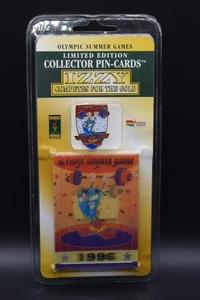 OLYMPIC SUMMER GAMES
LIMITED EDITION
COLLECTOR PIN-CARDS™
IZZY
COMPETES FOR THE GOLD
OLYMPIC SUMMER GAMES
1996